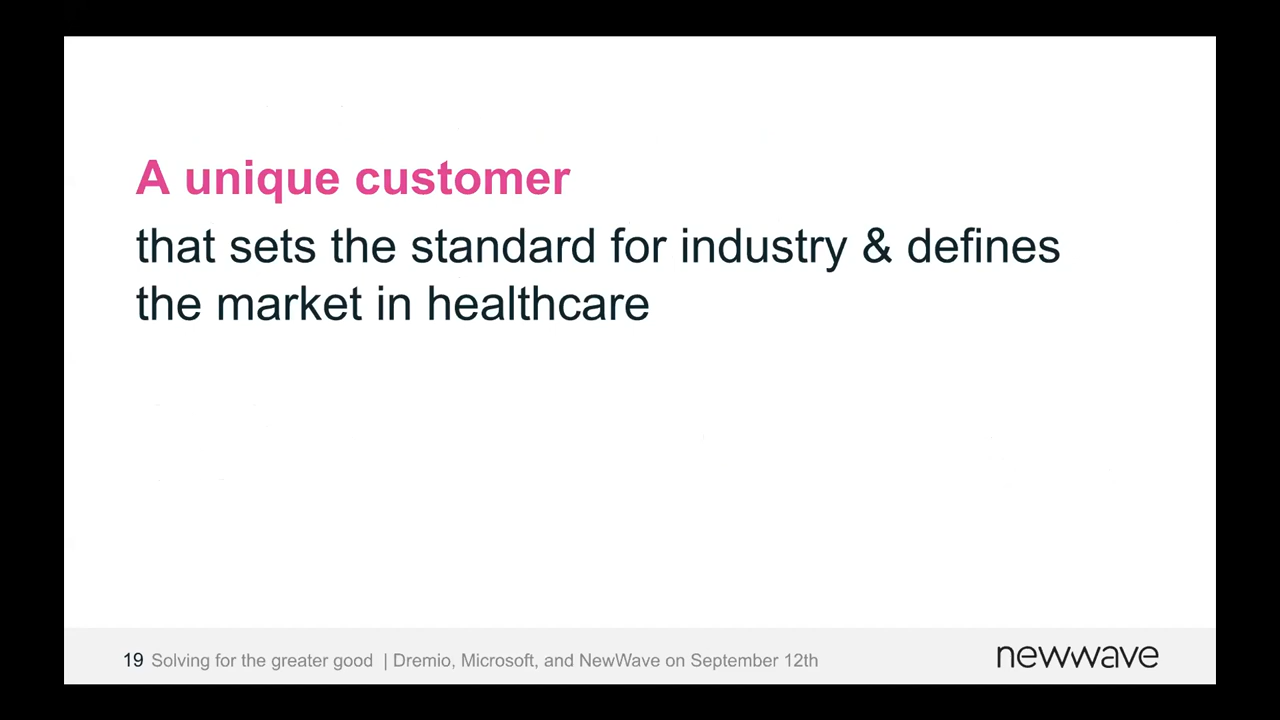 A unique customer
that sets the standard for industry & defines
the market in healthcare
19 Solving for the greater good | Dremio, Microsoft, and NewWave on September 12th
newwave